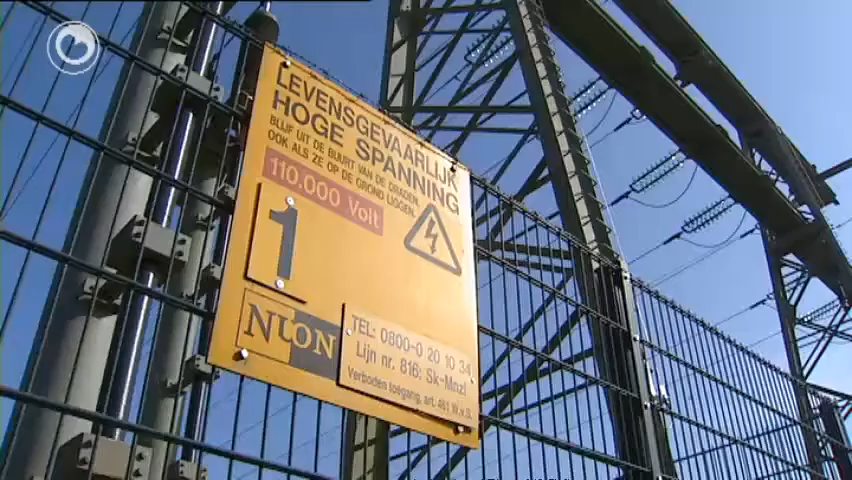 LEVENSGEVAARLIJK
HOGE SPANNING
BLIJF UIT DE BUURT VAN DE DRADEN,
OOK ALS ZE OP DE GROND LIGGEN.
110.000 Volt
1
NUON
TEL: 0800-0 20 10 34
Lijn nr. 816: Sk-Mnzl
Verboden toegang, art. 461 W.v.S.